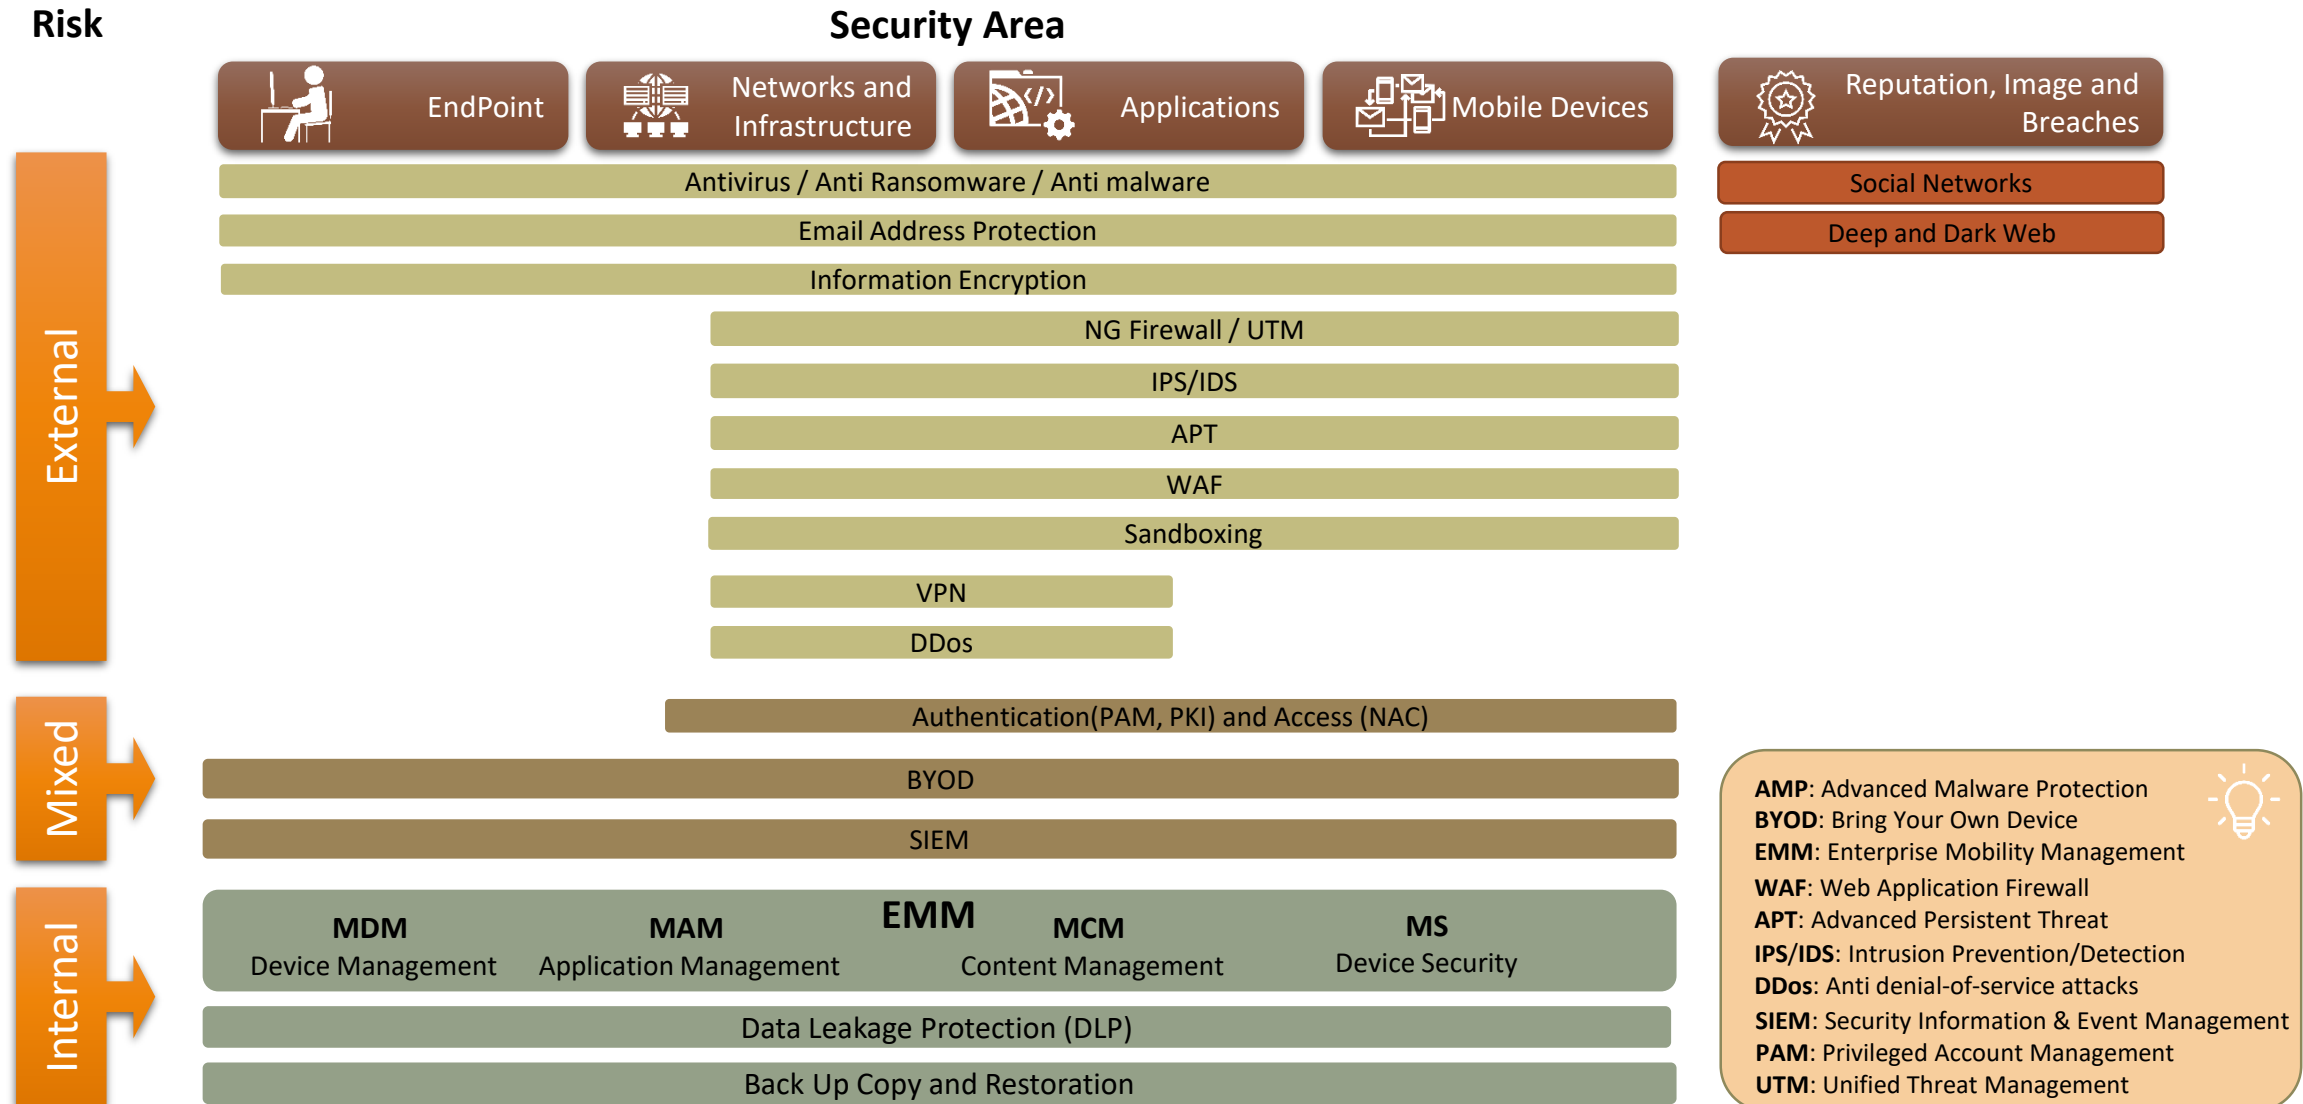 Risk
Security Area
EndPoint
Networks and
Infrastructure
Applications
Mobile Devices
Reputation, Image and
Breaches
External
Antivirus / Anti Ransomware / Anti malware
Email Address Protection
Information Encryption
NG Firewall / UTM
IPS/IDS
APT
WAF
Sandboxing
VPN
DDos
Social Networks
Deep and Dark Web
Mixed
Authentication(PAM, PKI) and Access (NAC)
BYOD
SIEM
Internal
EMM
MDM
Device Management
MAM
Application Management
MCM
Content Management
MS
Device Security
Data Leakage Protection (DLP)
Back Up Copy and Restoration
AMP: Advanced Malware Protection
BYOD: Bring Your Own Device
EMM: Enterprise Mobility Management
WAF: Web Application Firewall
APT: Advanced Persistent Threat
IPS/IDS: Intrusion Prevention/Detection
DDos: Anti denial-of-service attacks
SIEM: Security Information & Event Management
PAM: Privileged Account Management
UTM: Unified Threat Management